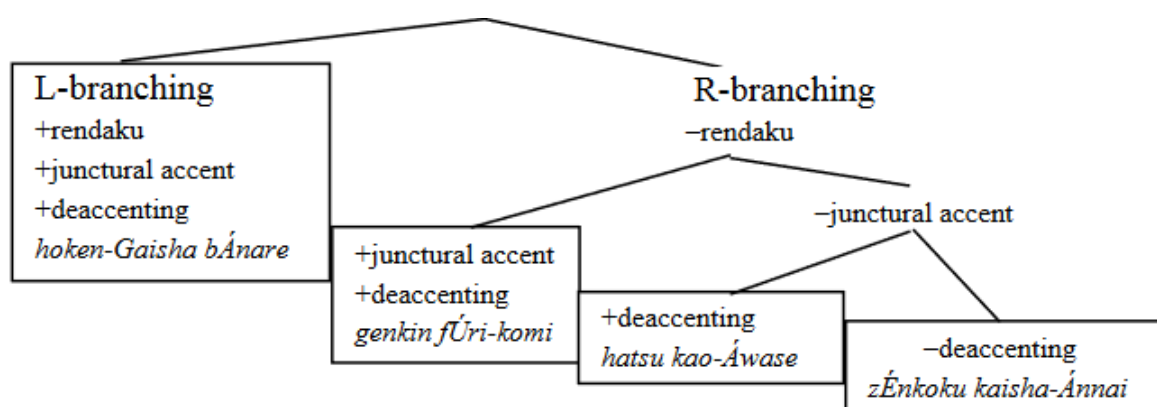 L-branching
+rendaku
+junctural accent
+deaccenting
hoken-Gaisha bÁnare
R-branching
–rendaku
+junctural accent
+deaccenting
genkin fÚri-komi
–junctural accent
+deaccenting
hatsu kao-Áwase
–deaccenting
zÉnkoku kaisha-Ánnai